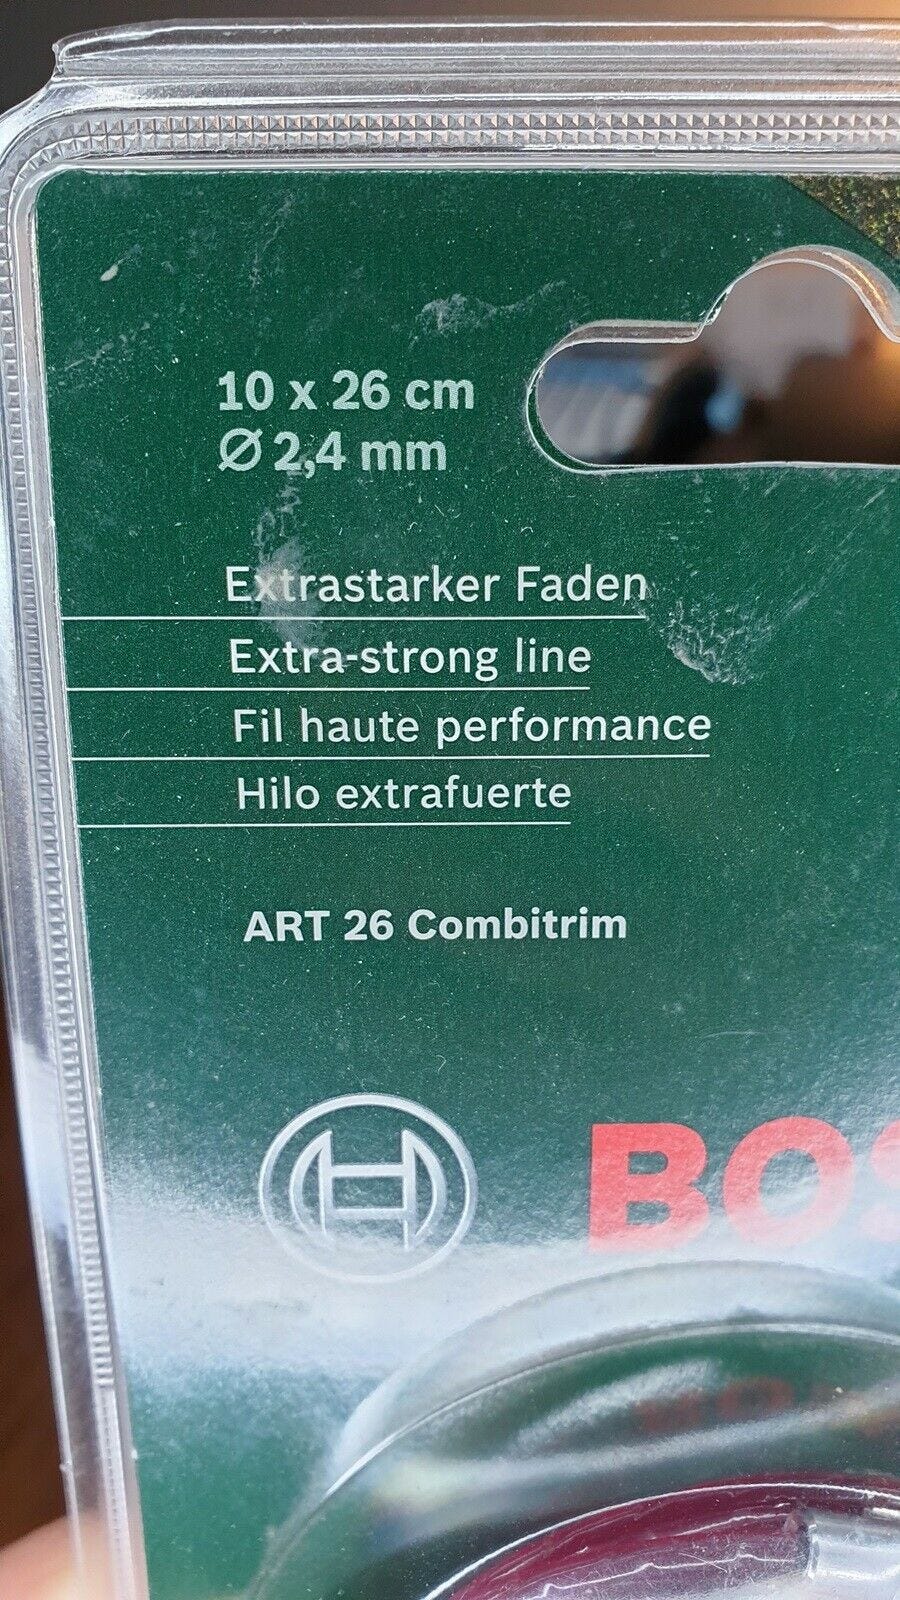 10 x 26 cm
Ø 2,4 mm
Extrastarker Faden
Extra-strong line
Fil haute performance
Hilo extrafuerte
ART 26 Combitrim
BOS